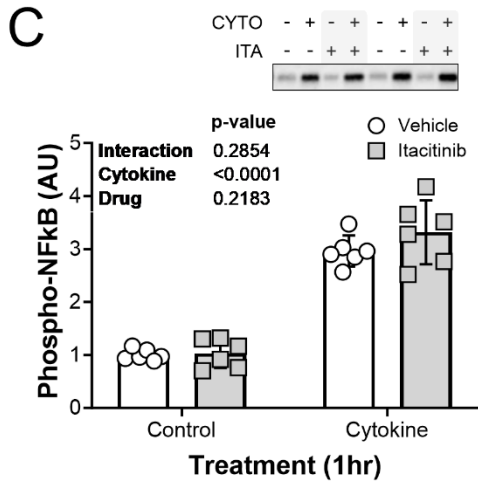 C
CYTO - + - + - + - +
ITA - - + + - - + +
p-value
Interaction 0.2854
Cytokine <0.0001
Drug 0.2183
Vehicle
Itacitinib
Phospho-NFkB (AU)
5
4
3
2
1
0
Control Cytokine
Treatment (1hr)